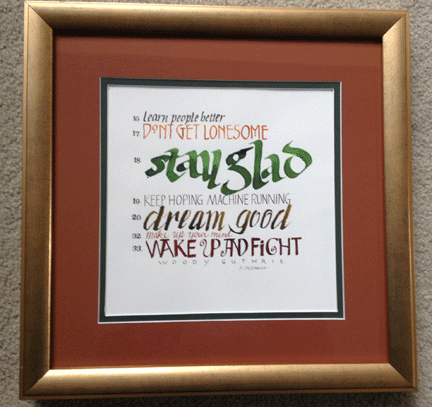 16. Learn people better
17. DON'T GET LONESOME
18. stay glad
19. KEEP HOPING MACHINE RUNNING
20. dream good
32. make up your mind
33. WAKE UP AND FIGHT
WOODY GUTHRIE